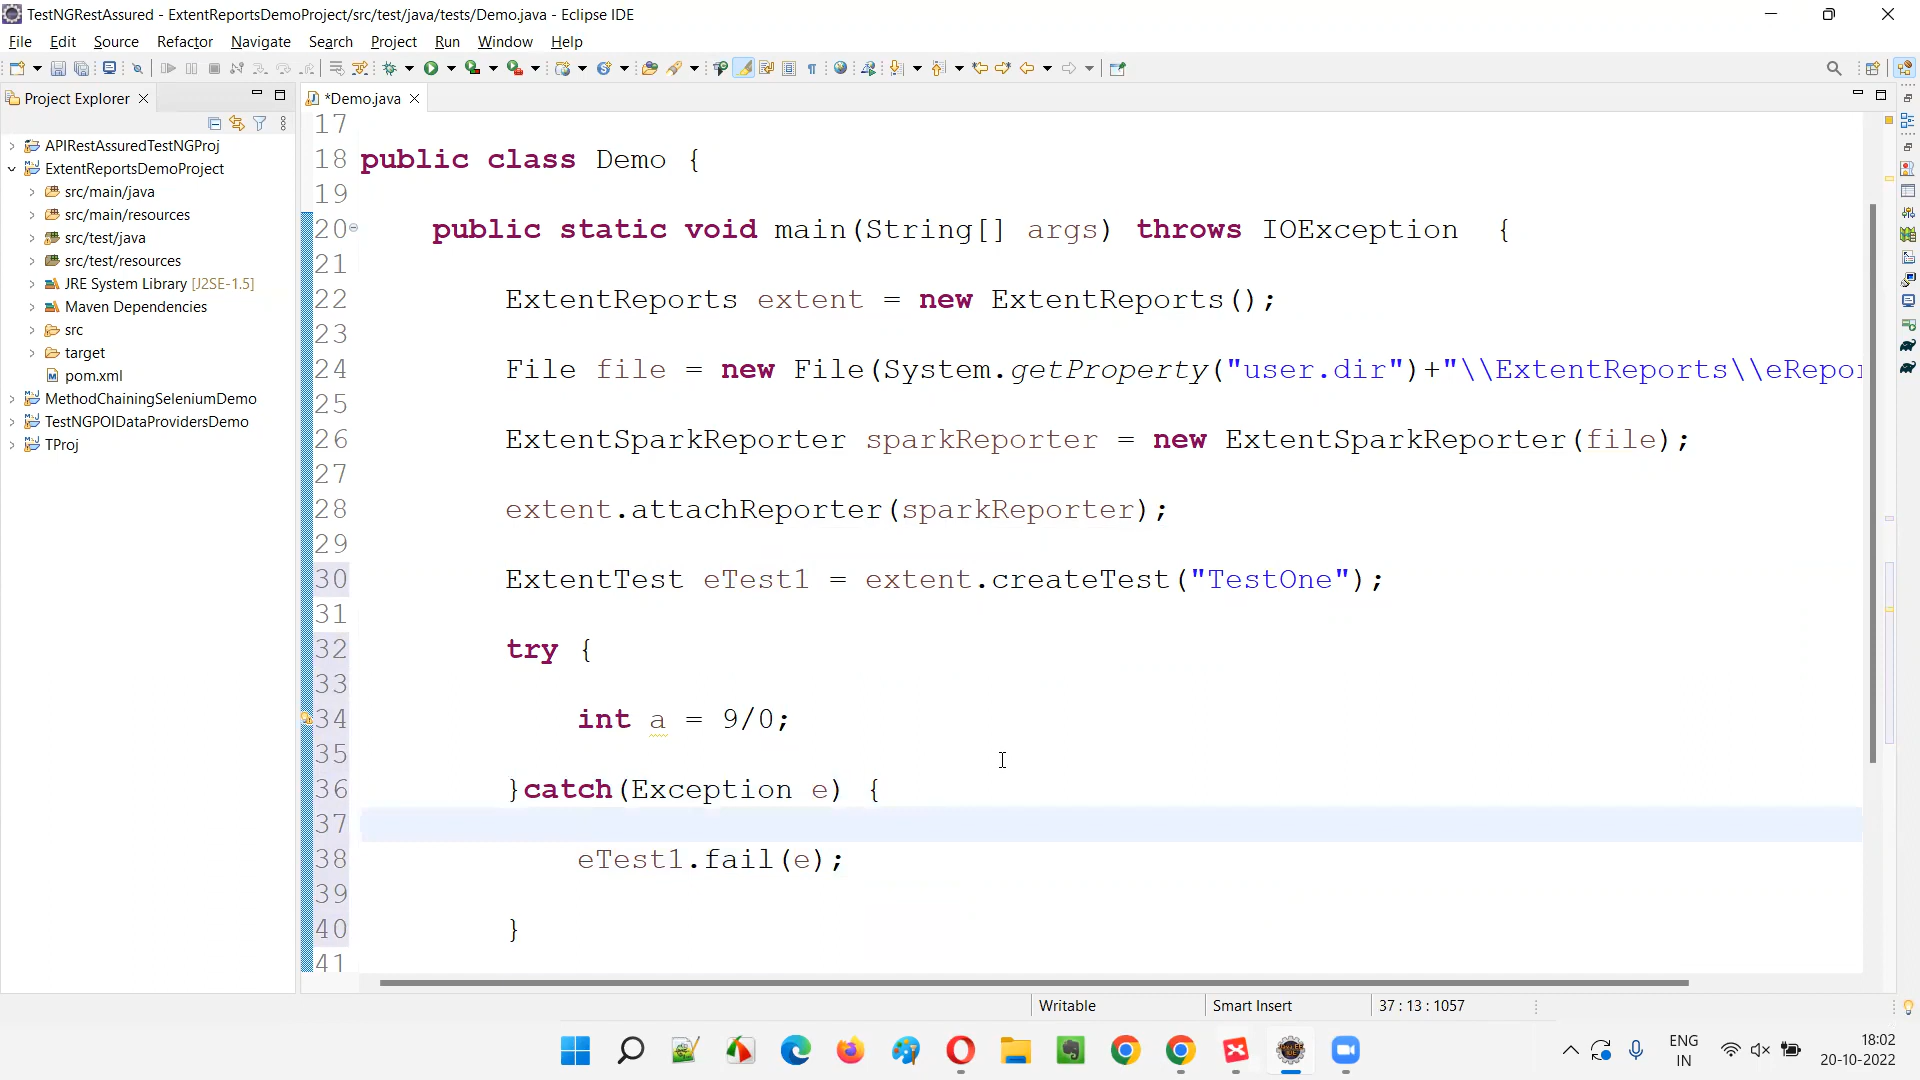 TestNGRestAssured - ExtentReportsDemoProject/src/test/java/tests/Demo.java - Eclipse IDE
File Edit Source Refactor Navigate Search Project Run Window Help
Project Explorer
*Demo.java
APIRestAssuredTestNGProj
ExtentReportsDemoProject
src/main/java
src/main/resources
src/test/java
src/test/resources
JRE System Library [J2SE-1.5]
Maven Dependencies
src
target
pom.xml
MethodChainingSeleniumDemo
TestNGPOIDataProvidersDemo
TProj
17
18 public class Demo {
19
20 public static void main(String[] args) throws IOException {
21
22 ExtentReports extent = new ExtentReports();
23
24 File file = new File(System.getProperty("user.dir")+"\\ExtentReports\\eRepor
25
26 ExtentSparkReporter sparkReporter = new ExtentSparkReporter(file);
27
28 extent.attachReporter(sparkReporter);
29
30 ExtentTest eTest1 = extent.createTest("TestOne");
31
32 try {
33
34 int a = 9/0;
35
36 }catch(Exception e) {
37
38 eTest1.fail(e);
39
40 }
41
Writable Smart Insert 37 : 13 : 1057
ENG
IN
18:02
20-10-2022